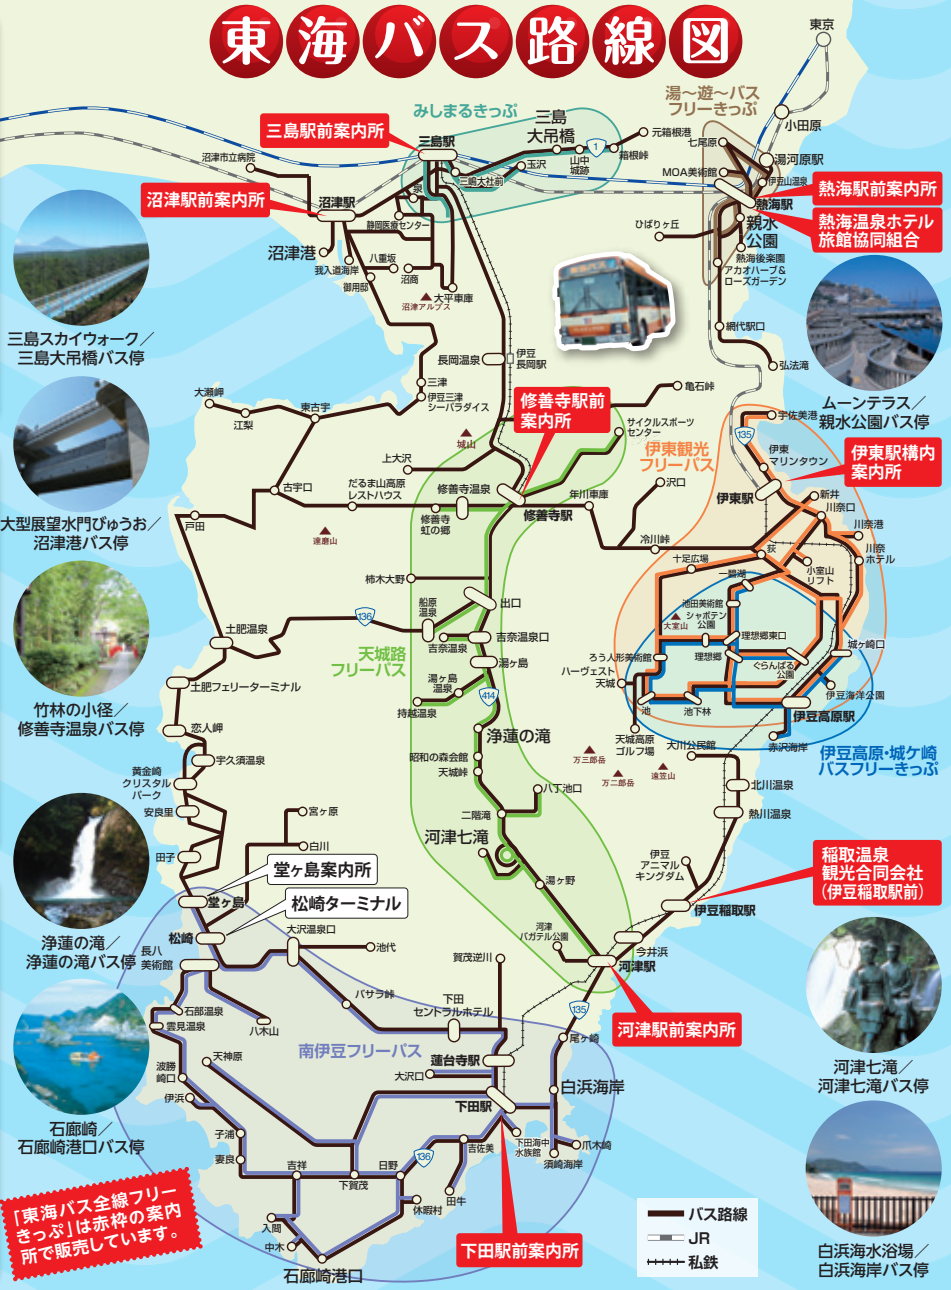 東海バス路線図
東京
小田原
湯～遊～バス
フリーきっぷ
みしまるきっぷ
三島駅前案内所
三島駅
三島
大吊橋
1
元箱根港
箱根峠
山中
城跡
玉沢
三嶋大社前
七尾原
湯河原駅
MOA美術館
伊豆山温泉
熱海駅前案内所
熱海駅
熱海温泉ホテル
旅館協同組合
沼津市立病院
沼津駅前案内所
沼津駅
泉
静岡医療センター
ひばりヶ丘
親水
公園
沼津港
我入道海岸
八重坂
御用邸
沼商
大平車庫
沼津アルプス
熱海後楽園
アカオハーブ&
ローズガーデン
網代駅口
弘法滝
三島スカイウォーク／
三島大吊橋バス停
ムーンテラス／
親水公園バス停
長岡温泉
伊豆
長岡駅
三津
伊豆三津
シーパラダイス
大瀬岬
江梨
東古宇
亀石峠
修善寺駅前
案内所
サイクルスポーツ
センター
城山
上大沢
伊東観光
フリーパス
宇佐美港
135
伊東
マリンタウン
伊東駅構内
案内所
伊東駅
古宇口
だるま山高原
レストハウス
修善寺温泉
修善寺
虹の郷
修善寺駅
年川車庫
沢口
冷川峠
新井
川奈口
川奈港
川奈
ホテル
戸田
達磨山
大型展望水門びゅうお／
沼津港バス停
荻
十足広場
小室山
リフト
碧湖
柿木大野
出口
船原
温泉
136
吉奈温泉
吉奈温泉口
池田美術館
シャボテン
公園
大室山
理想郷東口
理想郷
ぐらんぱる
公園
城ヶ崎口
ろう人形美術館
ハーヴェスト
天城
池
池下林
伊豆海洋公園
伊豆高原駅
赤沢海岸
天城高原
ゴルフ場
伊豆高原・城ケ崎
バスフリーきっぷ
土肥温泉
天城路
フリーパス
湯ヶ島
湯ヶ島
温泉
持越温泉
414
土肥フェリーターミナル
竹林の小径／
修善寺温泉バス停
恋人岬
宇久須温泉
浄蓮の滝
昭和の森会館
天城峠
大川公民館
万三郎岳
万二郎岳
遠笠山
北川温泉
熱川温泉
黄金崎
クリスタル
パーク
安良里
八丁池口
二階滝
宮ヶ原
白川
田子
河津七滝
湯ヶ野
伊豆
アニマル
キングダム
稲取温泉
観光合同会社
(伊豆稲取駅前)
伊豆稲取駅
堂ヶ島案内所
堂ヶ島
松崎ターミナル
松崎
浄蓮の滝／
浄蓮の滝バス停
長八
美術館
大沢温泉口
池代
賀茂逆川
河津
バガテル公園
今井浜
河津駅
河津駅前案内所
135
バサラ峠
下田
セントラルホテル
石部温泉
雲見温泉
八木山
南伊豆フリーパス
尾ヶ崎
天神原
蓮台寺駅
大沢口
波勝
崎口
伊浜
下田駅
白浜海岸
河津七滝／
河津七滝バス停
石廊崎／
石廊崎港口バス停
子浦
妻良
吉祥
下賀茂
日野
136
吉佐美
下田海中
水族館
爪木崎
須崎海岸
田牛
休暇村
入間
中木
石廊崎港口
下田駅前案内所
「東海バス全線フリー
きっぷ」は赤枠の案内
所で販売しています。
バス路線
JR
私鉄
白浜海水浴場／
白浜海岸バス停